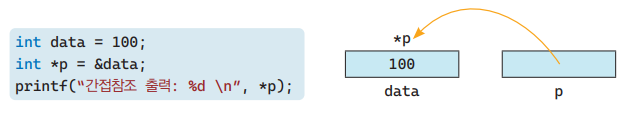 int data = 100;
int *p = &data;
printf(“간접참조 출력: %d \n”, *p);
*p
100
data
p